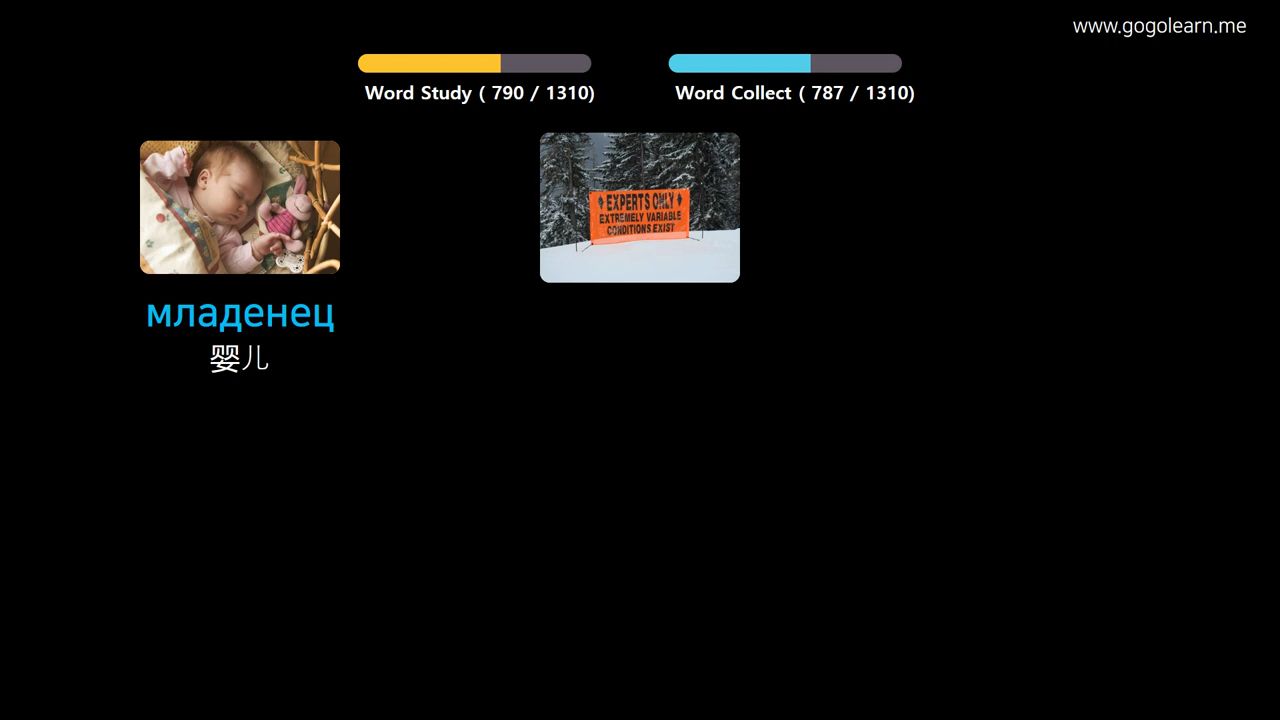 www.gogolearn.me
Word Study ( 790 / 1310)
Word Collect ( 787 / 1310)
EXPERTS ONLY
EXTREMELY VARIABLE
CONDITIONS EXIST
младенец
婴儿